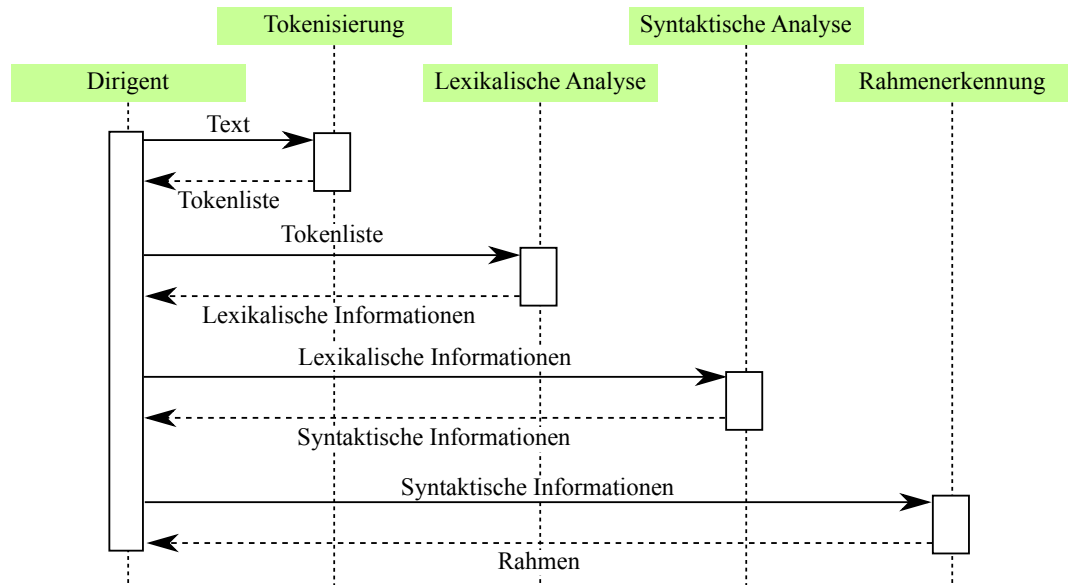 Tokenisierung
Syntaktische Analyse
Dirigent
Lexikalische Analyse
Rahmenerkennung
Text
Tokenliste
Tokenliste
Lexikalische Informationen
Lexikalische Informationen
Syntaktische Informationen
Syntaktische Informationen
Rahmen